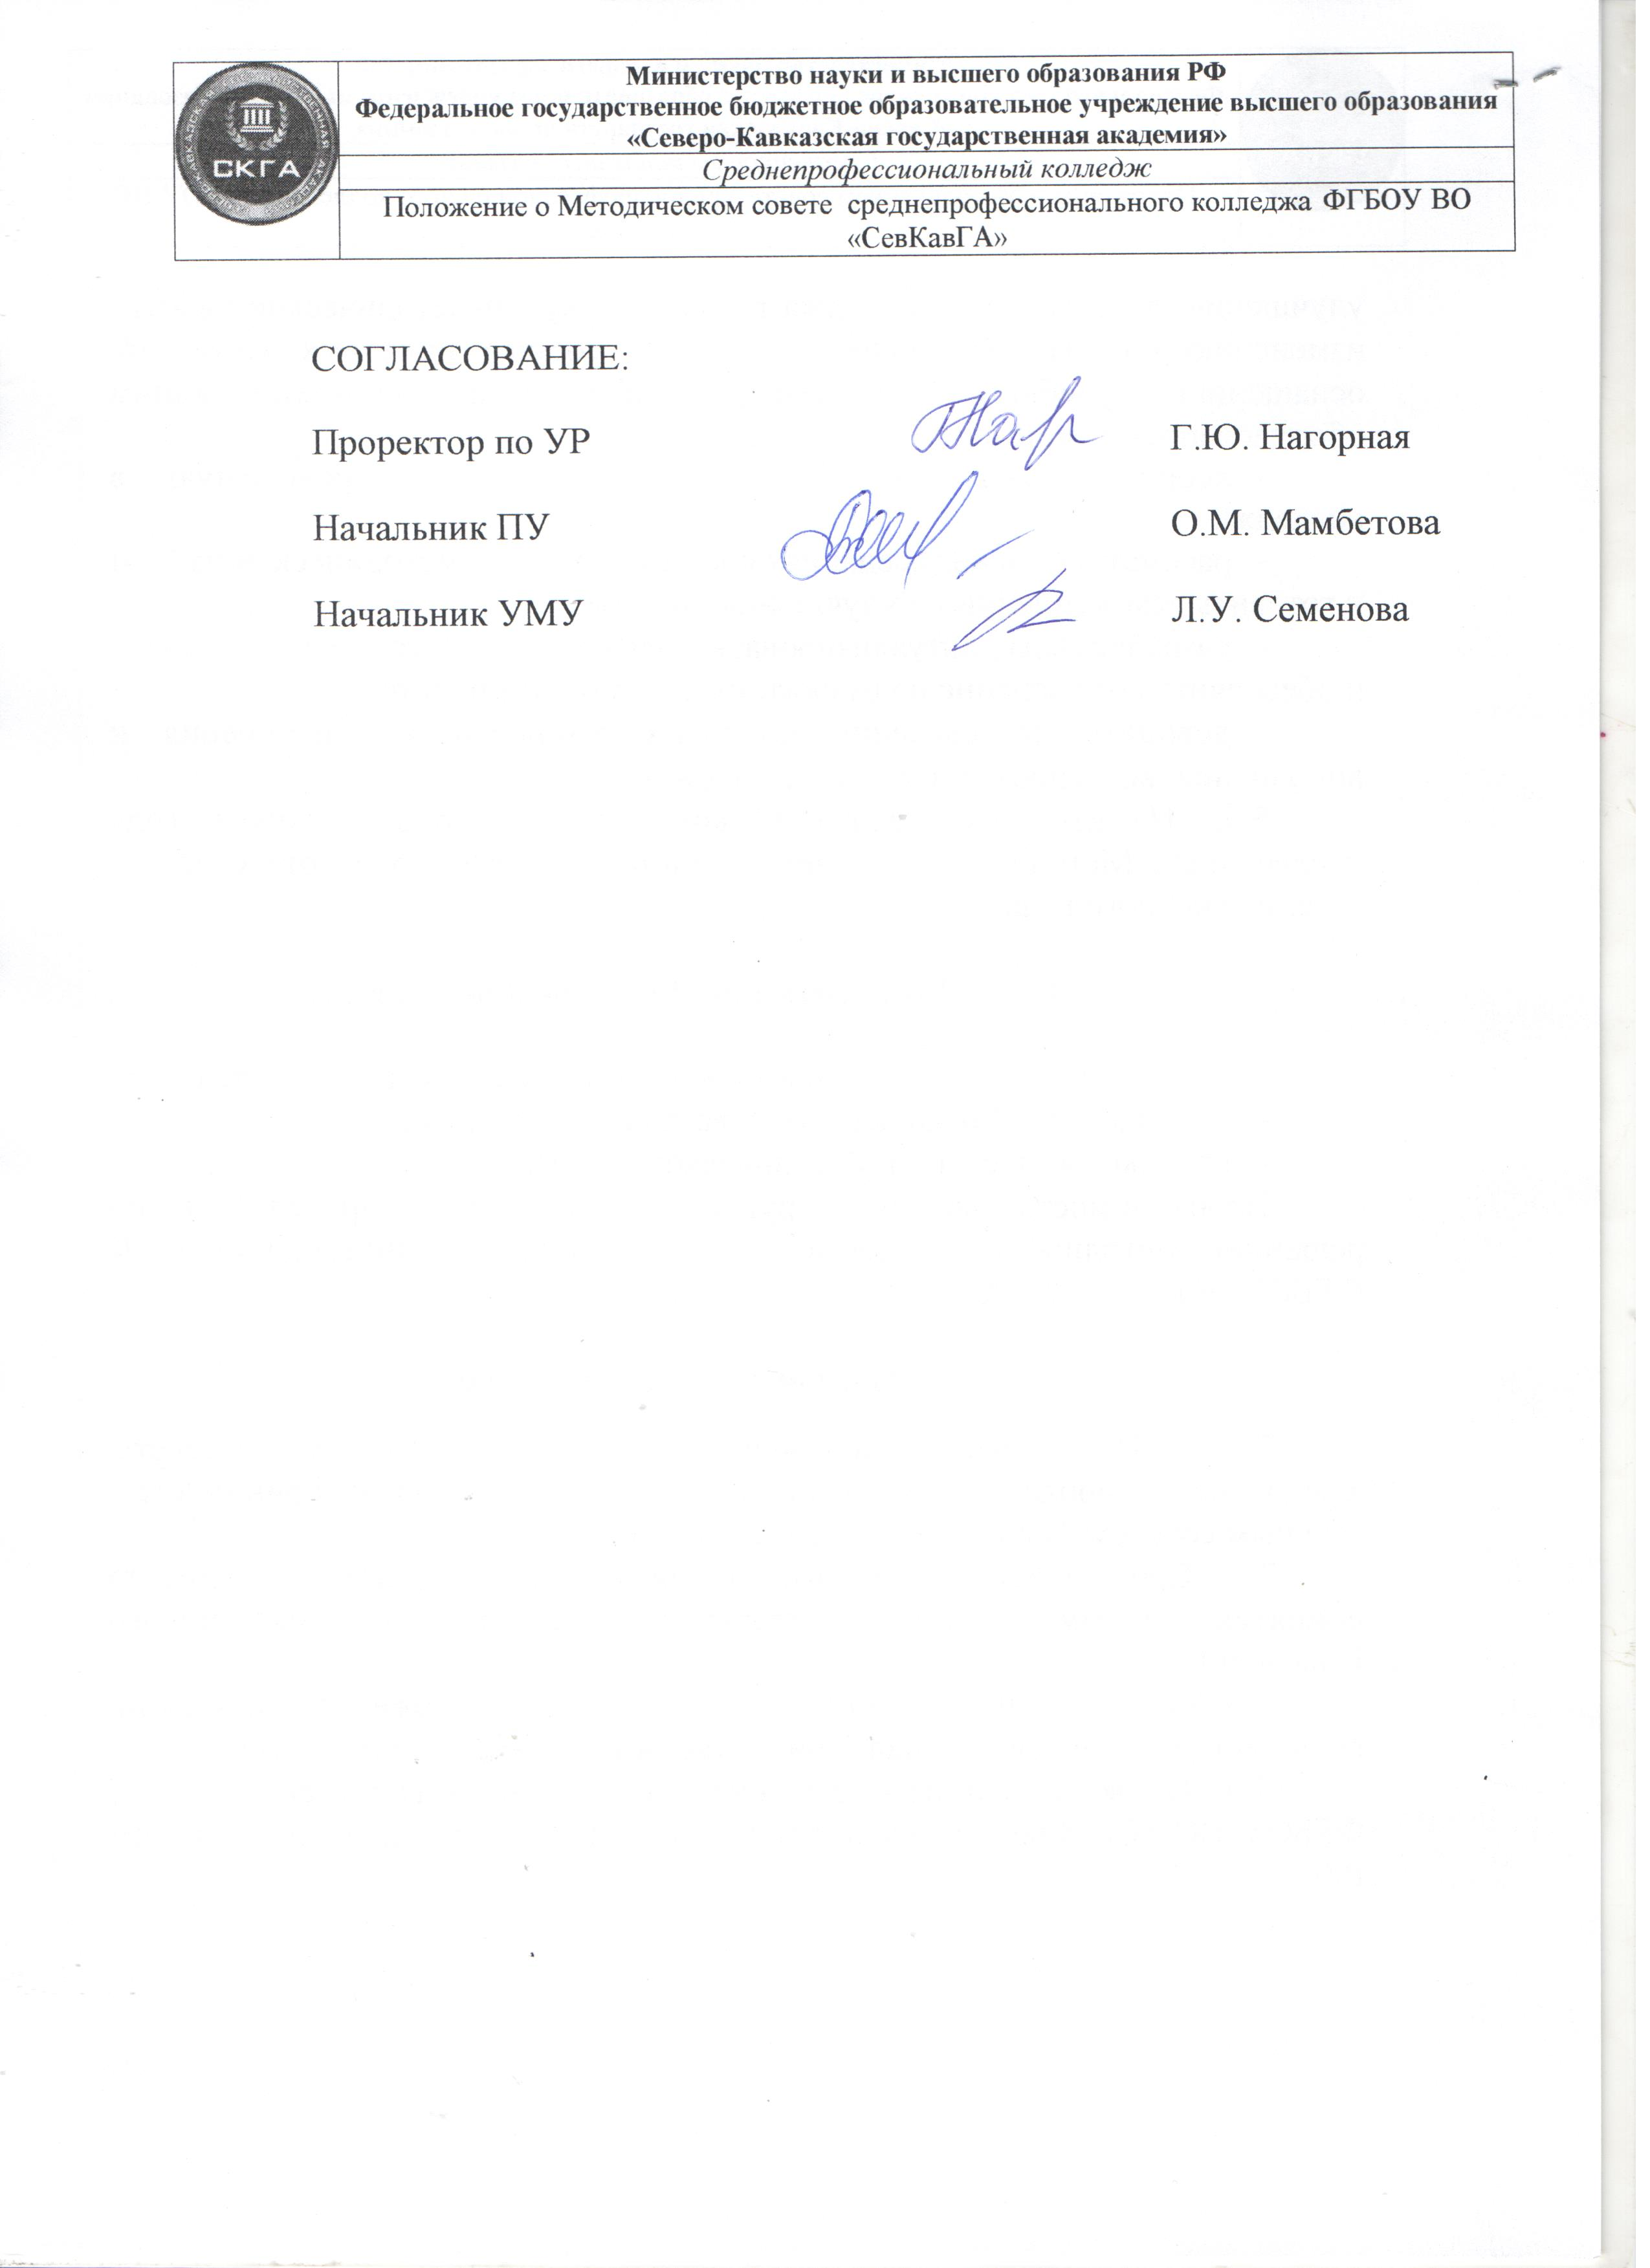 Министерство науки и высшего образования РФ
Федеральное государственное бюджетное образовательное учреждение высшего образования
«Северо-Кавказская государственная академия»
СКГА
Среднепрофессиональный колледж
Положение о Методическом совете среднепрофессионального колледжа ФГБОУ ВО
«СевКавГА»
СОГЛАСОВАНИЕ:
Проректор по УР Г.Ю. Нагорная
Начальник ПУ О.М. Мамбетова
Начальник УМУ Л.У. Семенова